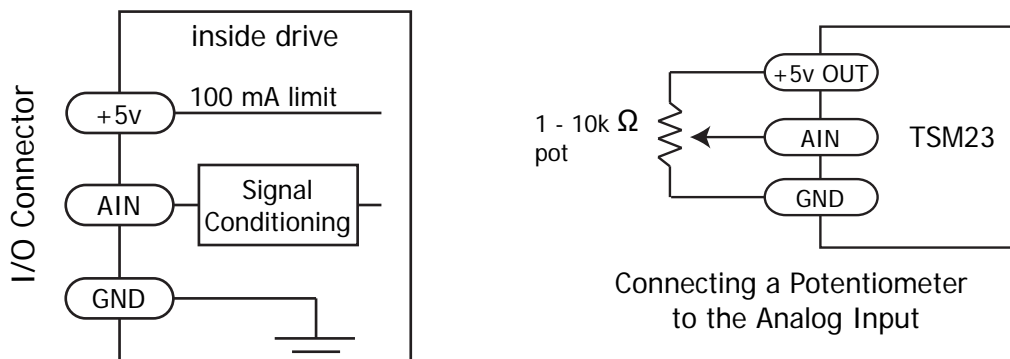 I/O Connector
inside drive
+5v
100 mA limit
AIN
Signal
Conditioning
GND
+5v OUT
1 - 10k Ω
pot
AIN
TSM23
GND
Connecting a Potentiometer
to the Analog Input